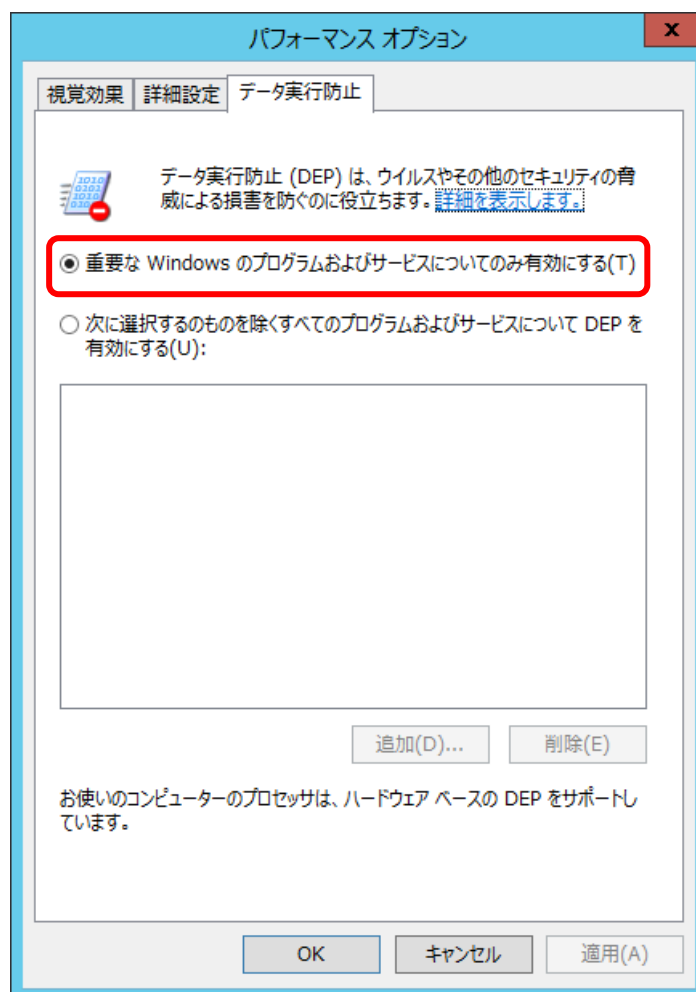 パフォーマンス オプション
x
視覚効果
詳細設定
データ実行防止
データ実行防止 (DEP) は、ウイルスやその他のセキュリティの脅
威による損害を防ぐのに役立ちます。詳細を表示します。
重要な Windows のプログラムおよびサービスについてのみ有効にする(T)
次に選択するのものを除くすべてのプログラムおよびサービスについて DEP を
有効にする(U):
追加(D)...
削除(E)
お使いのコンピューターのプロセッサは、ハードウェア ベースの DEP をサポートし
ています。
OK
キャンセル
適用(A)